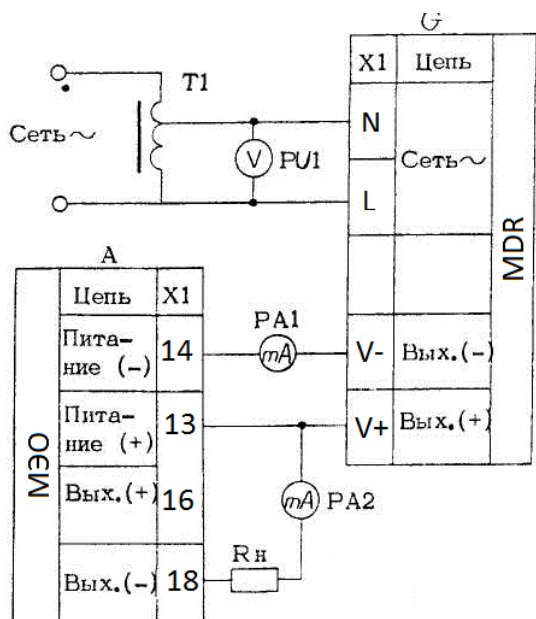 G
X1 Цепь
T1
N
Сеть~
V PU1
Сеть~
L
MDR
A
Цепь X1
PA1
Пита-
ние (-)
14
mA
V-
Вых.(-)
Пита-
ние (+)
13
V+
Вых.(+)
МЭО
Вых.(+)
16
mA PA2
Rн
Вых.(-)
18